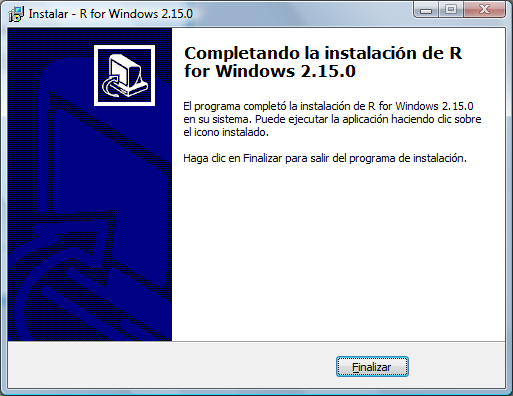 Instalar - R for Windows 2.15.0
Completando la instalación de R
for Windows 2.15.0
El programa completó la instalación de R for Windows 2.15.0
en su sistema. Puede ejecutar la aplicación haciendo clic sobre
el icono instalado.
Haga clic en Finalizar para salir del programa de instalación.
Finalizar